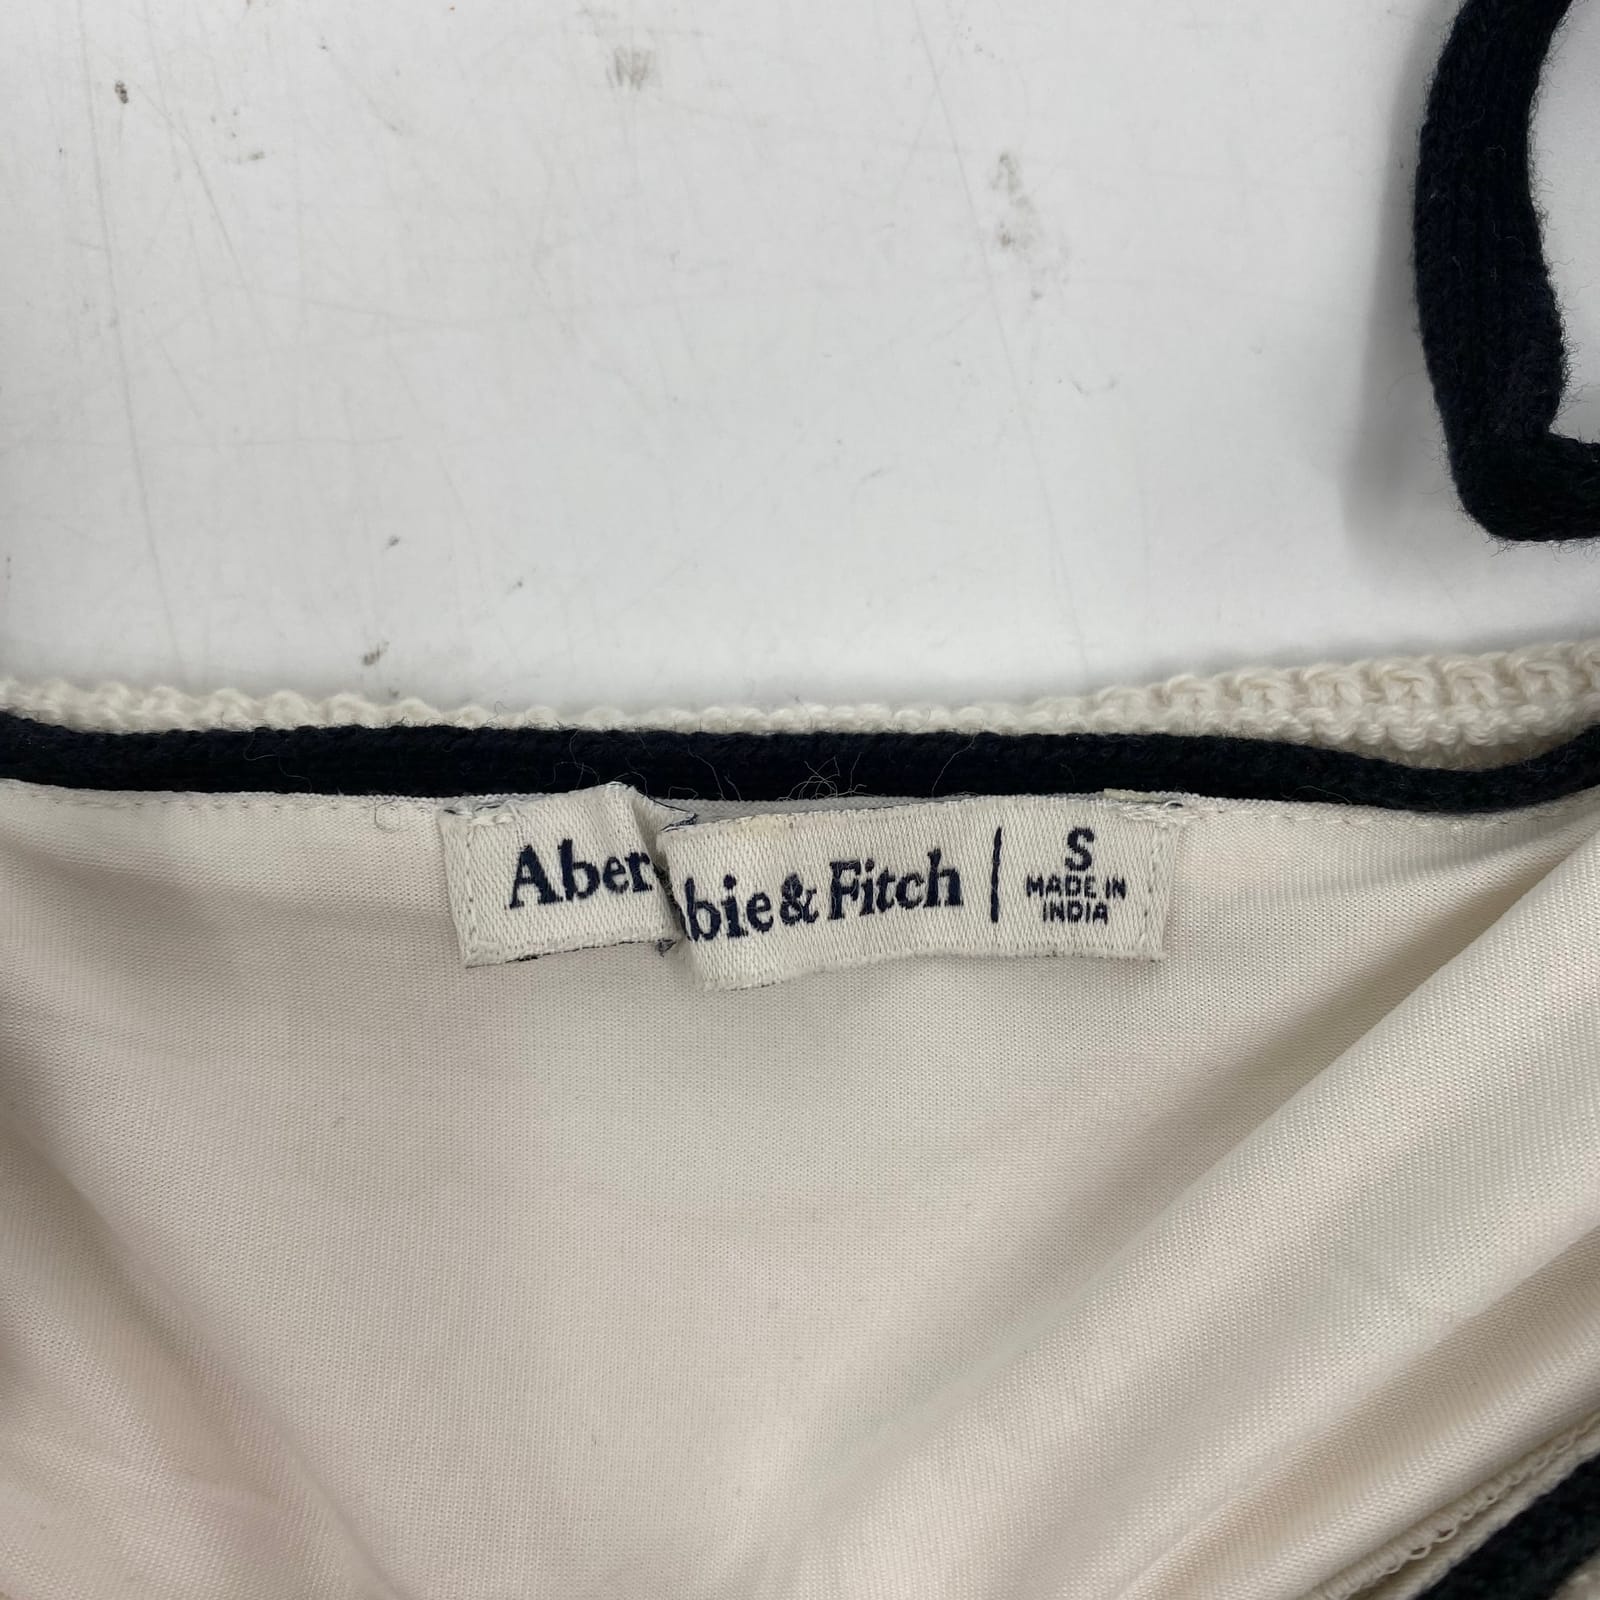 Aber bie & Fitch | S
MADE IN
INDIA